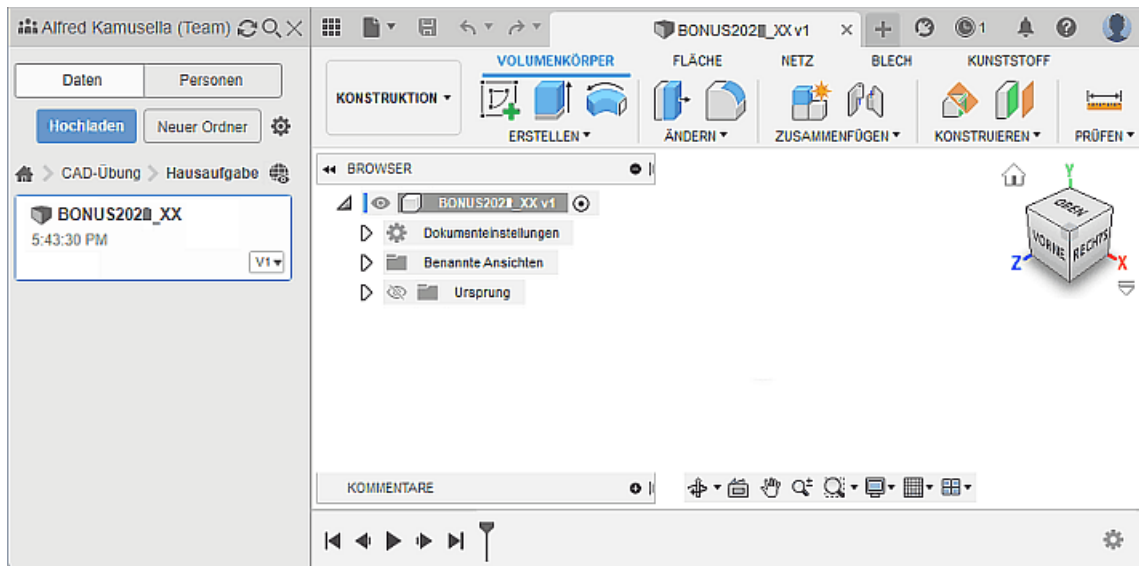 Alfred Kamusella (Team)
BONUS202▯_XX v1
1
Daten
Personen
Hochladen
Neuer Ordner
CAD-Übung
Hausaufgabe
BONUS202▯_XX
5:43:30 PM
V1
VOLUMENKÖRPER
FLÄCHE
NETZ
BLECH
KUNSTSTOFF
KONSTRUKTION
ERSTELLEN
ÄNDERN
ZUSAMMENFÜGEN
KONSTRUIEREN
PRÜFEN
BROWSER
BONUS202▯_XX v1
Dokumenteinstellungen
Benannte Ansichten
Ursprung
Y
OBEN
VORNE
RECHTS
Z
X
KOMMENTARE